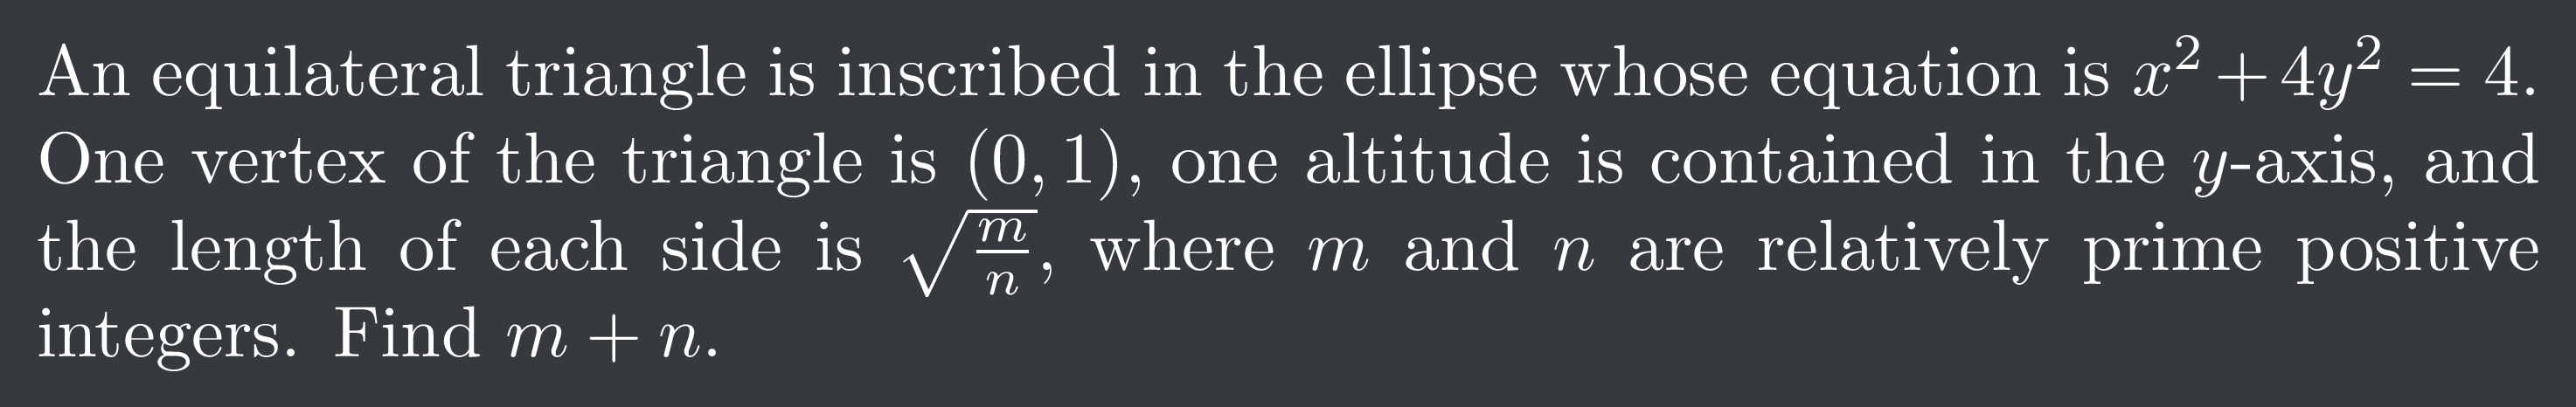 An equilateral triangle is inscribed in the ellipse whose equation is $x^2 + 4y^2 = 4$.
One vertex of the triangle is $(0, 1)$, one altitude is contained in the $y$-axis, and
the length of each side is $\sqrt{\frac{m}{n}}$, where $m$ and $n$ are relatively prime positive
integers. Find $m + n$.